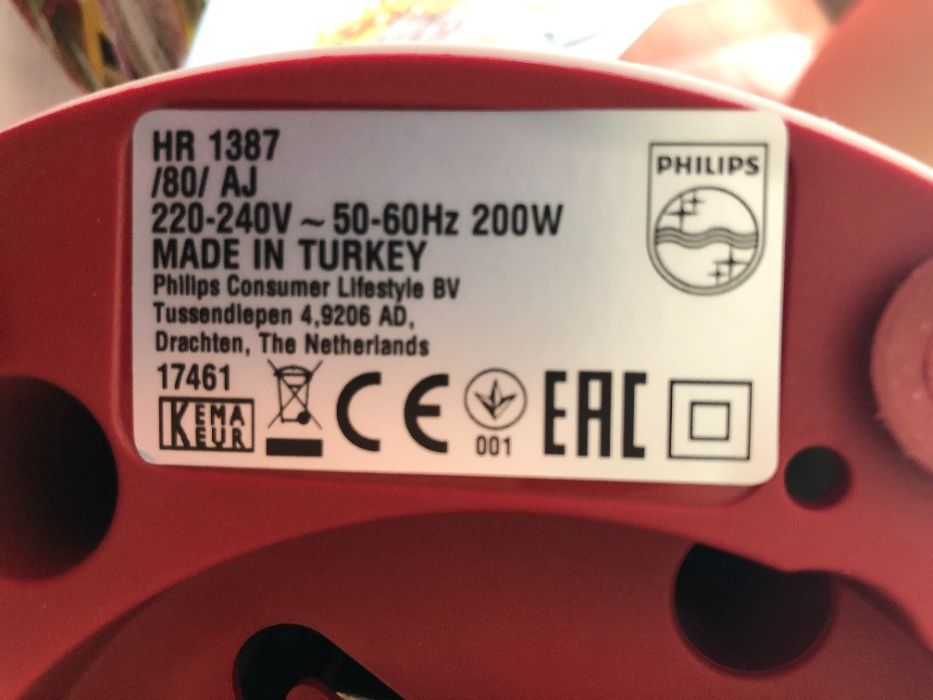 HR 1387
/80/ AJ
220-240V ~ 50-60Hz 200W
MADE IN TURKEY
Philips Consumer Lifestyle BV
Tussendiepen 4,9206 AD,
Drachten, The Netherlands
17461
KEMA
KEUR
CE
001
EAC
PHILIPS